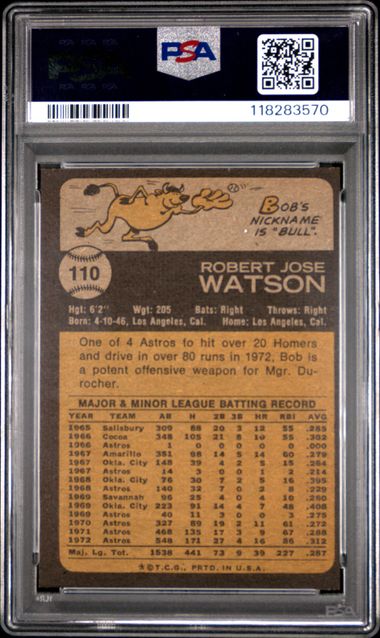 PSA
118283570
BOB'S
NICKNAME
IS "BULL".
110
ROBERT JOSE
WATSON
Hgt: 6'2" Wgt: 205 Bats: Right Throws: Right
Born: 4-10-46, Los Angeles, Cal. Home: Los Angeles, Cal.
One of 4 Astros to hit over 20 Homers
and drive in over 80 runs in 1972, Bob is
a potent offensive weapon for Mgr. Du-
rocher.
MAJOR & MINOR LEAGUE BATTING RECORD
YEAR TEAM AB H 2B 3B HR RBI AVG
1965 Salisbury 309 88 20 3 12 55 .285
1966 Cocoa 348 105 21 8 10 55 .302
1966 Astros 1 0 0 0 0 0 .000
1967 Amarillo 351 98 14 5 14 60 .279
1967 Okla. City 148 39 4 2 5 15 .264
1967 Astros 14 3 0 0 1 2 .214
1968 Okla. City 76 30 7 2 5 16 .395
1968 Astros 140 32 7 0 2 8 .229
1969 Savannah 96 25 4 0 4 10 .260
1969 Okla. City 223 91 14 7 48 .408
1969 Astros 40 11 3 0 0 3 .275
1970 Astros 327 89 19 2 11 61 .272
1971 Astros 468 135 17 3 9 67 .288
1972 Astros 548 171 27 4 16 86 .312
Maj. Lg. Tot. 1538 441 73 9 39 227 .287
★©T.C.G., PRTD. IN U.S.A.
PSA